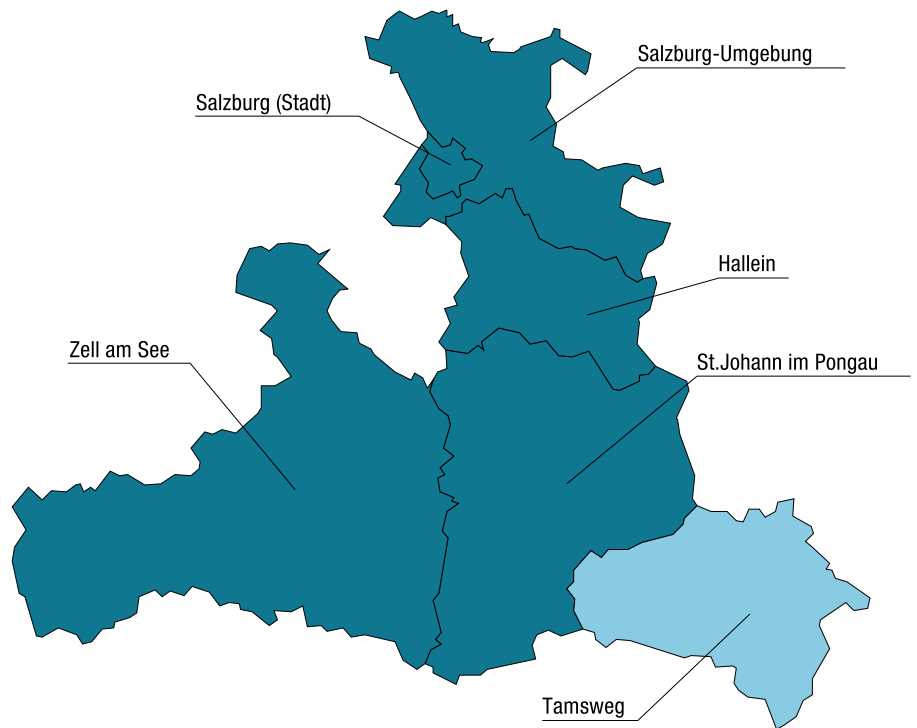 Salzburg-Umgebung
Salzburg (Stadt)
Hallein
Zell am See
St.Johann im Pongau
Tamsweg